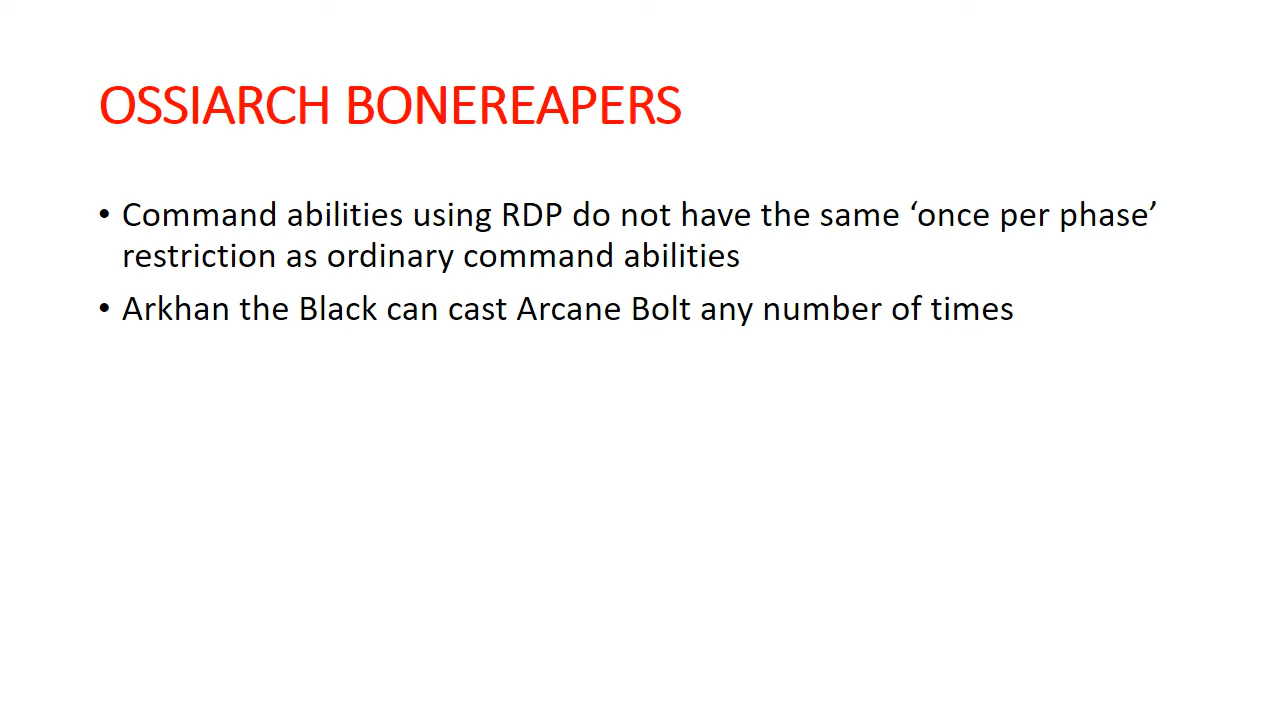 OSSIARCH BONEREAPERS
• Command abilities using RDP do not have the same ‘once per phase’
restriction as ordinary command abilities
• Arkhan the Black can cast Arcane Bolt any number of times